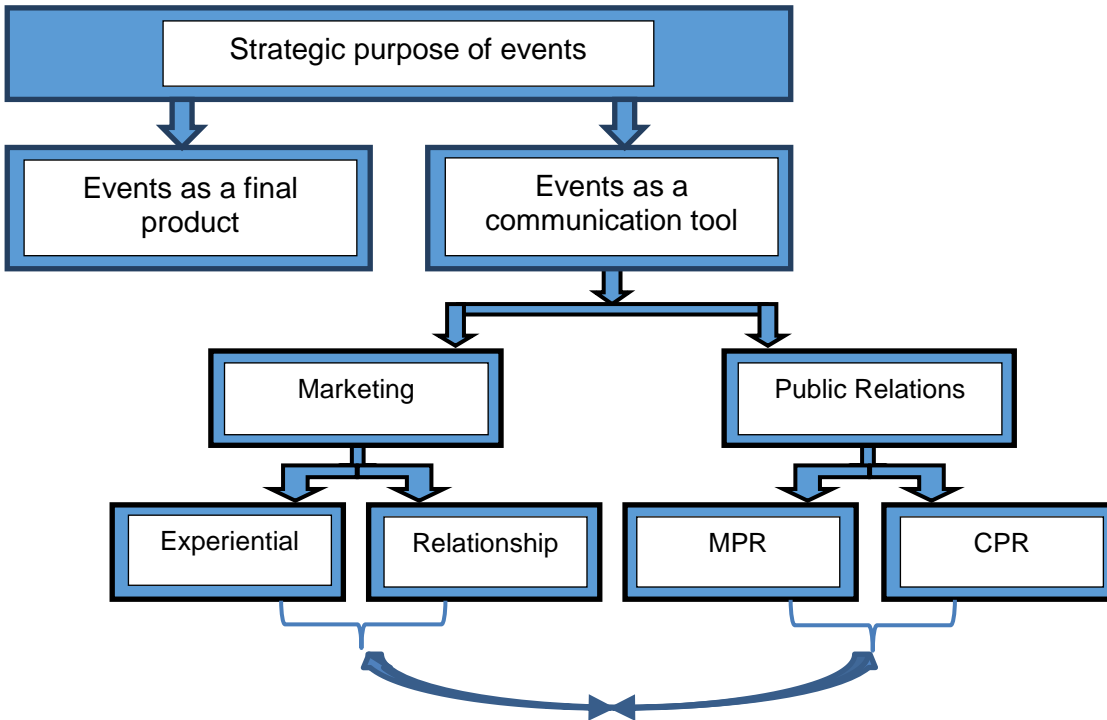 Strategic purpose of events
Events as a final
product
Events as a
communication tool
Marketing
Public Relations
Experiential
Relationship
MPR
CPR